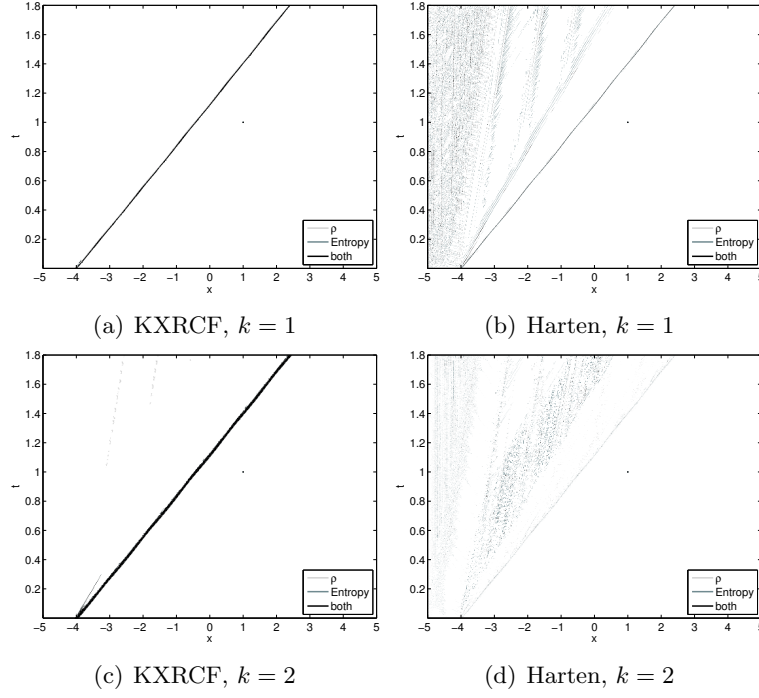 1.8
1.6
1.4
1.2
1
0.8
0.6
0.4
0.2
t
−5 −4 −3 −2 −1 0 1 2 3 4 5
x
ρ
Entropy
both
(a) KXRCF, k = 1
1.8
1.6
1.4
1.2
1
0.8
0.6
0.4
0.2
t
−5 −4 −3 −2 −1 0 1 2 3 4 5
x
ρ
Entropy
both
(b) Harten, k = 1
1.8
1.6
1.4
1.2
1
0.8
0.6
0.4
0.2
t
−5 −4 −3 −2 −1 0 1 2 3 4 5
x
ρ
Entropy
both
(c) KXRCF, k = 2
1.8
1.6
1.4
1.2
1
0.8
0.6
0.4
0.2
t
−5 −4 −3 −2 −1 0 1 2 3 4 5
x
ρ
Entropy
both
(d) Harten, k = 2